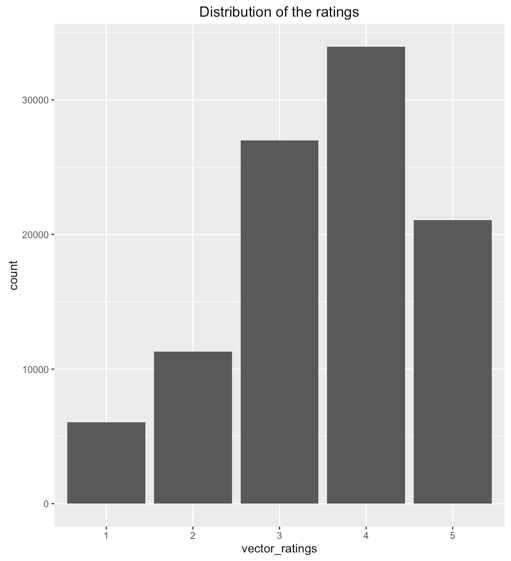 Distribution of the ratings
30000
20000
10000
0
count
1 2 3 4 5
vector_ratings